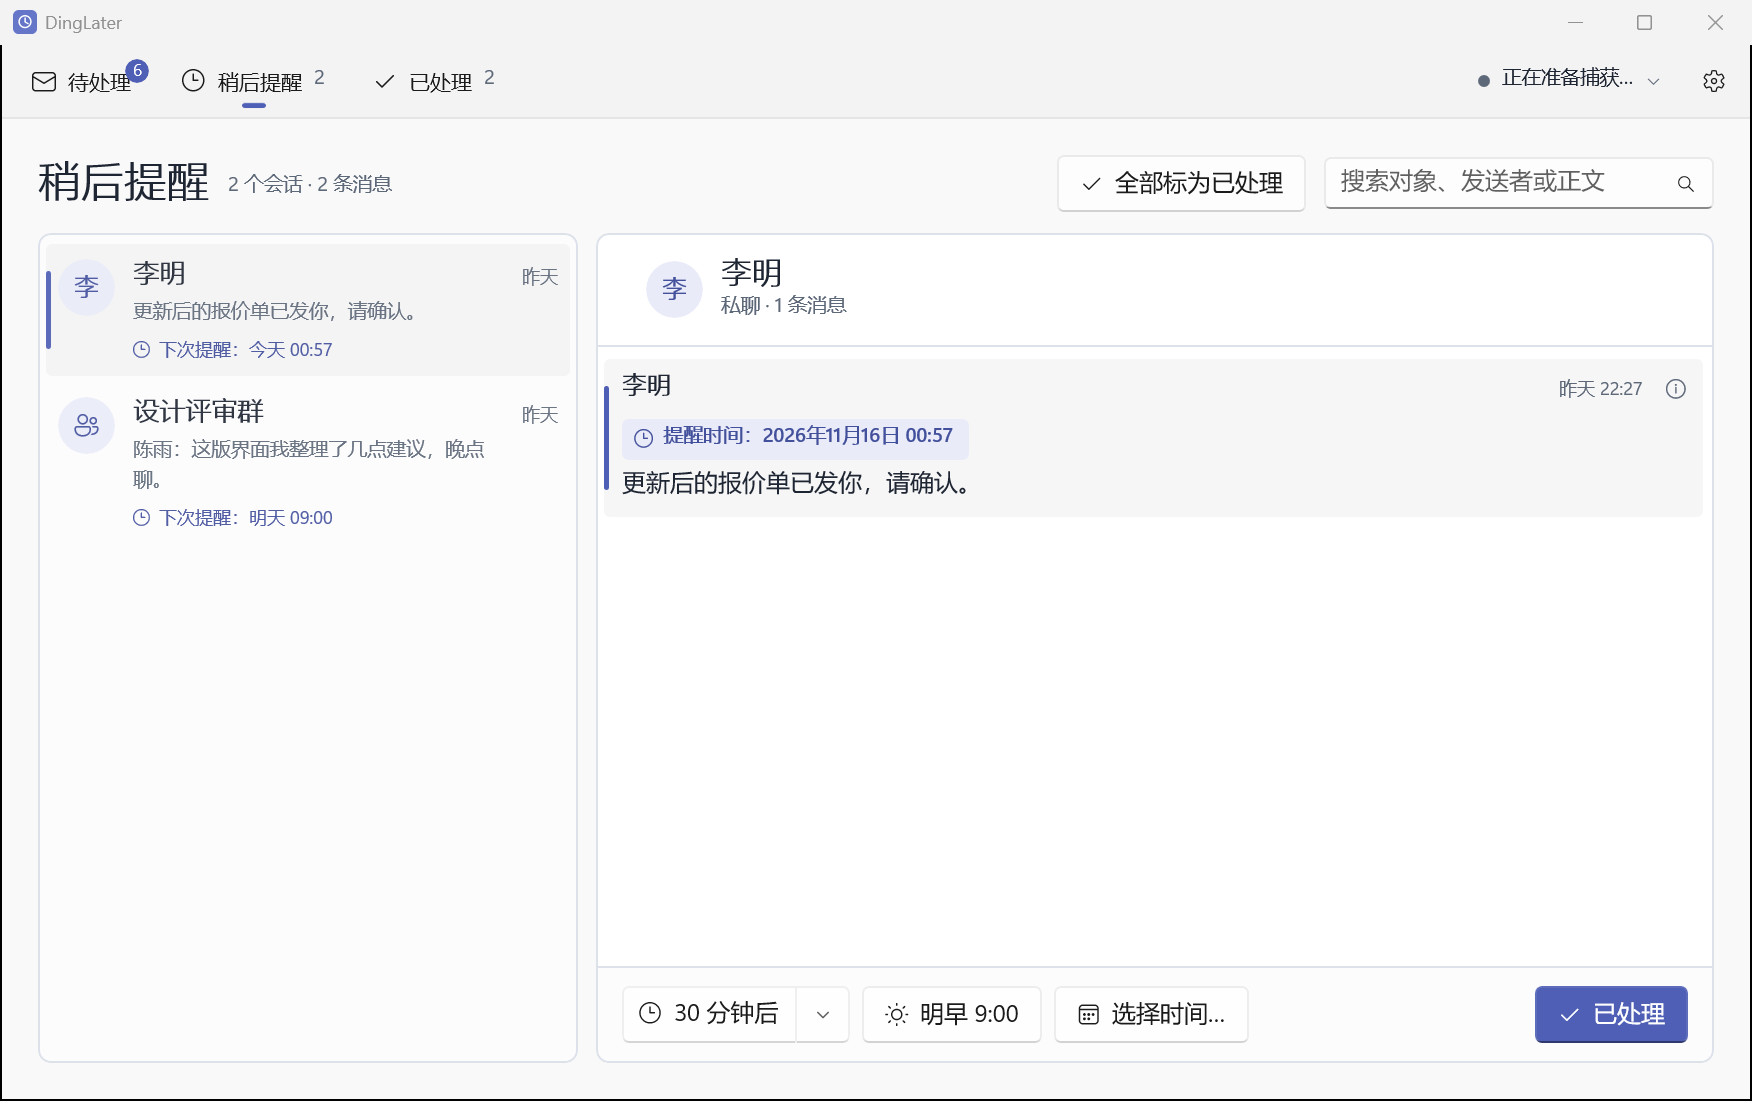 DingLater
待处理 6
稍后提醒 2
已处理 2
正在准备捕获...
稍后提醒
2 个会话 · 2 条消息
全部标为已处理
搜索对象、发送者或正文
李
李明
昨天
更新后的报价单已发你，请确认。
下次提醒：今天 00:57
设计评审群
昨天
陈雨：这版界面我整理了几点建议，晚点
聊。
下次提醒：明天 09:00
李
李明
私聊 · 1 条消息
李明
昨天 22:27
提醒时间：2026年11月16日 00:57
更新后的报价单已发你，请确认。
30 分钟后
明早 9:00
选择时间...
已处理